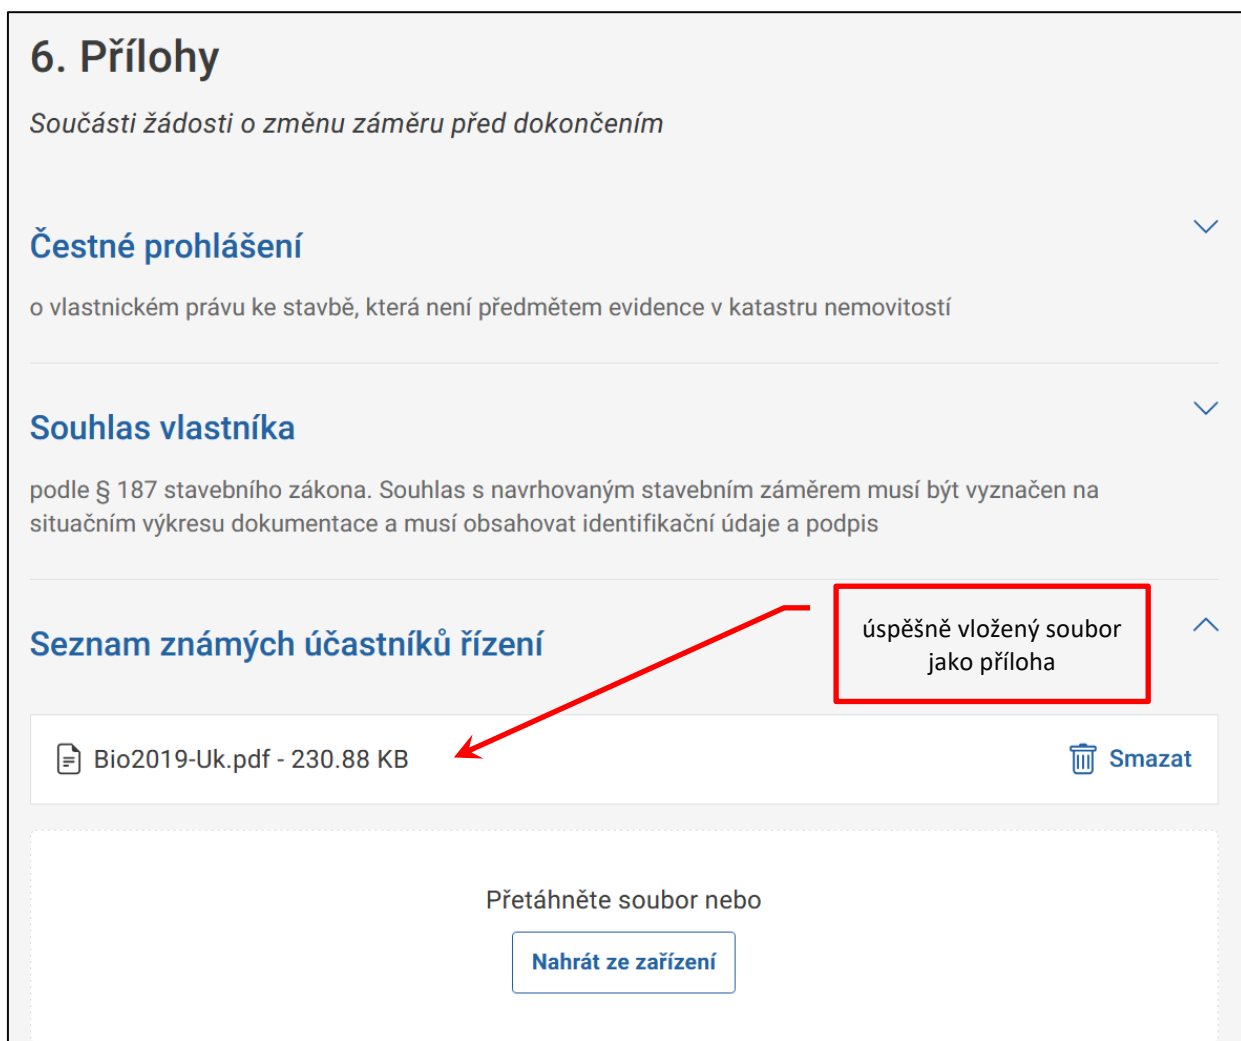 6. Přílohy
Součásti žádosti o změnu záměru před dokončením
Čestné prohlášení
o vlastnickém právu ke stavbě, která není předmětem evidence v katastru nemovitostí
Souhlas vlastníka
podle § 187 stavebního zákona. Souhlas s navrhovaným stavebním záměrem musí být vyznačen na
situačním výkresu dokumentace a musí obsahovat identifikační údaje a podpis
Seznam známých účastníků řízení
úspěšně vložený soubor
jako příloha
Bio2019-Uk.pdf - 230.88 KB
Smazat
Přetáhněte soubor nebo
Nahrát ze zařízení